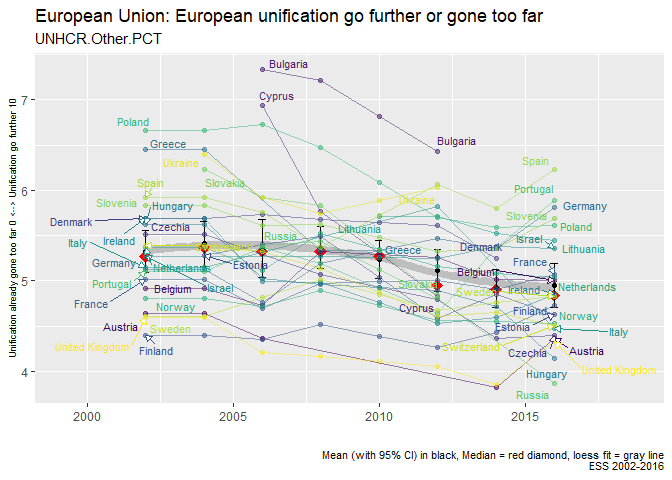 European Union: European unification go further or gone too far
UNHCR.Other.PCT
Unification already gone too far 0 <--> Unification go further 10
7
6
5
4
Bulgaria
Cyprus
Poland
Greece
Ukraine
Spain
Slovakia
Slovenia
Hungary
Denmark
Czechia
Ireland
Italy
Germany
Netherlands
Estonia
Russia
Lithuania
Portugal
Belgium
Israel
France
Norway
Austria
Sweden
United Kingdom
Finland
Bulgaria
Ukraine
Greece
Slovakia
Cyprus
Spain
Portugal
Germany
Slovenia
Poland
Israel
Denmark
Lithuania
France
Belgium
Netherlands
Sweden
Ireland
Finland
Norway
Estonia
Italy
Switzerland
Czechia
Austria
Hungary
United Kingdom
Russia
2000
2005
2010
2015
Mean (with 95% CI) in black, Median = red diamond, loess fit = gray line
ESS 2002-2016